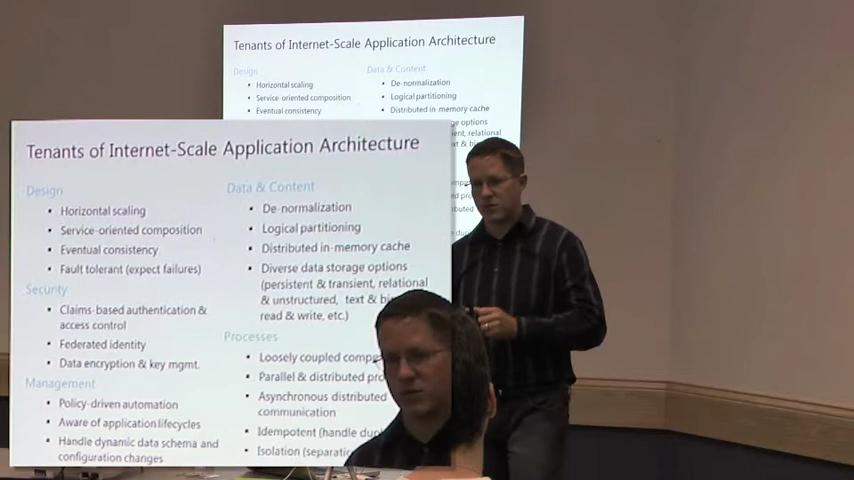 Tenants of Internet-Scale Application Architecture
Design
Horizontal scaling
Service-oriented composition
Eventual consistency
Data & Content
De-normalization
Logical partitioning
Distributed in-memory cache
storage options
relational
Tenants of Internet-Scale Application Architecture
Design
Horizontal scaling
Service-oriented composition
Eventual consistency
Fault tolerant (expect failures)
Security
Claims-based authentication &
access control
Federated identity
Data encryption & key mgmt.
Management
Policy-driven automation
Aware of application lifecycles
Handle dynamic data schema and
configuration changes
Data & Content
De-normalization
Logical partitioning
Distributed in-memory cache
Diverse data storage options
(persistent & transient, relational
& unstructured, text &
read & write, etc.)
Processes
Loosely coupled
Parallel & distributed
Asynchronous distributed
communication
Idempotent (handle
Isolation